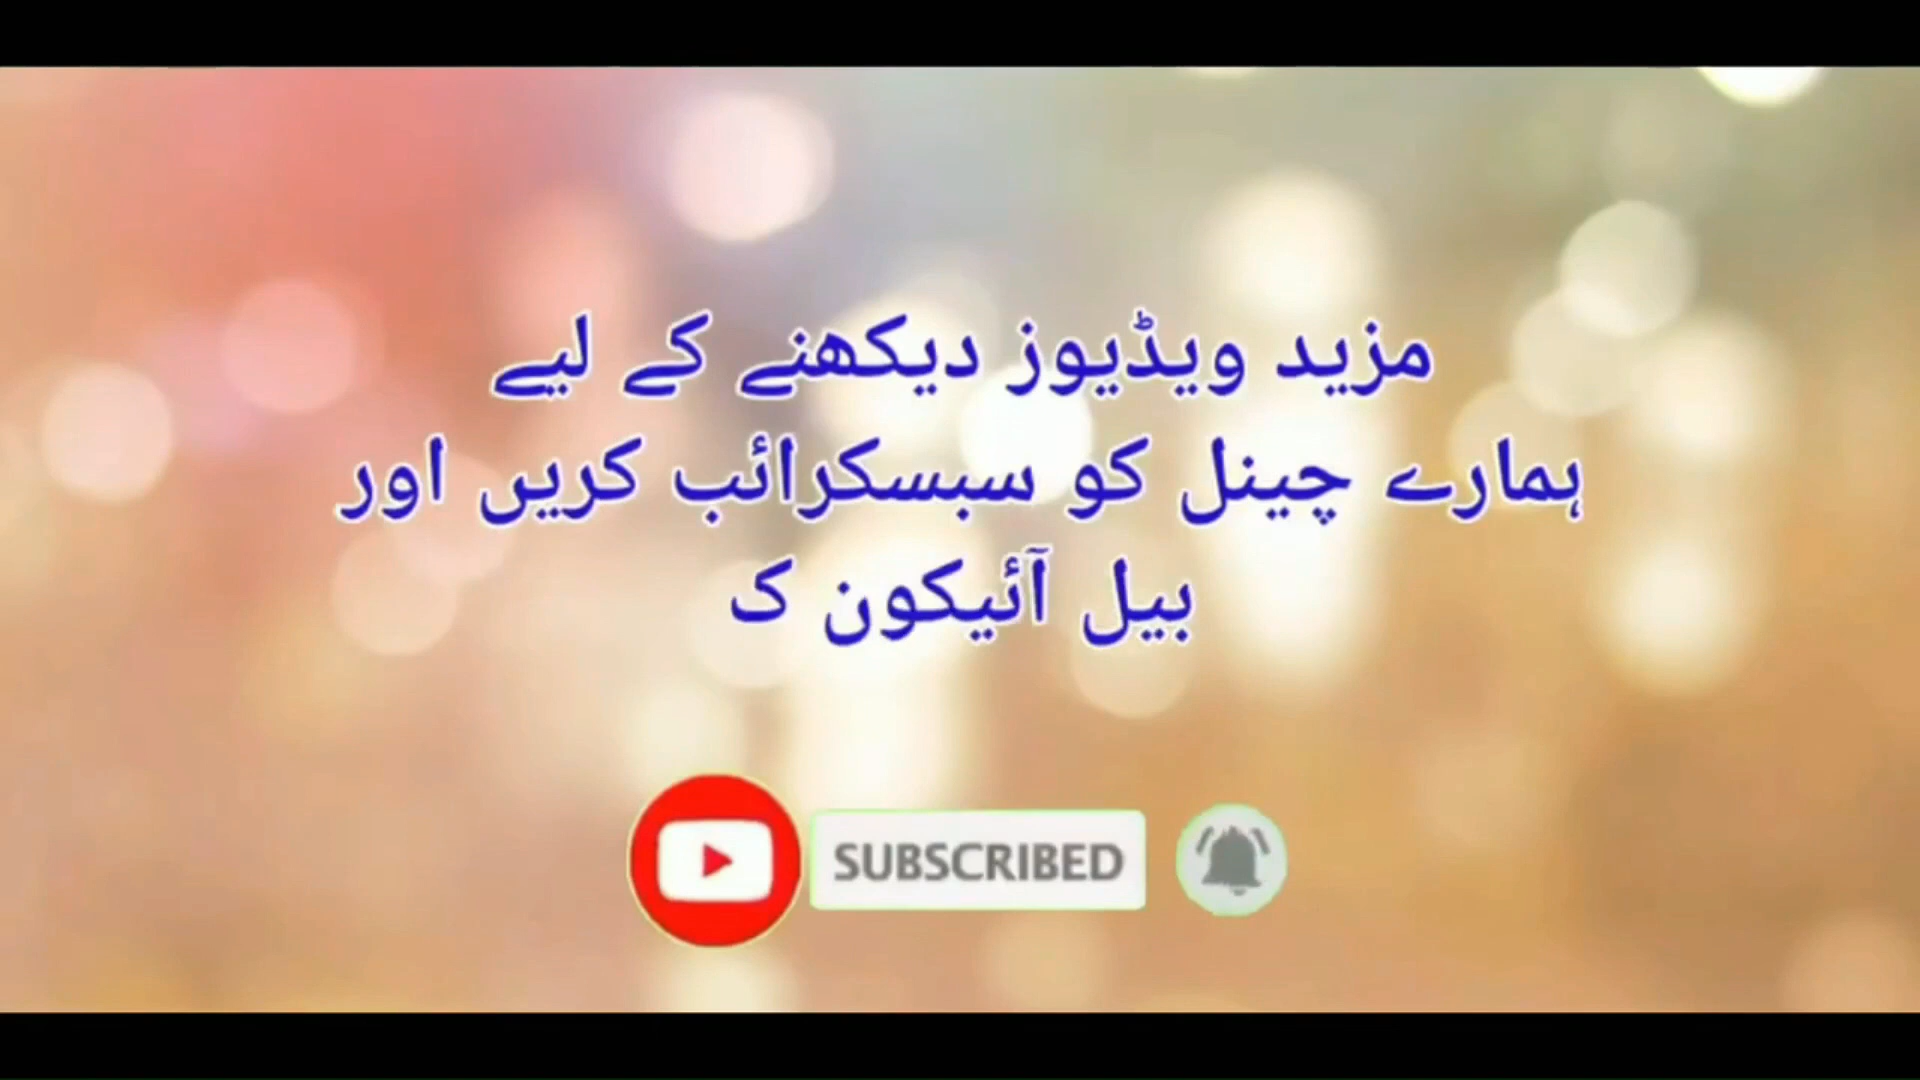 مزید ویڈیوز دیکھنے کے لیے
ہمارے چینل کو سبسکرائب کریں اور
بیل آئیکون ک
SUBSCRIBED